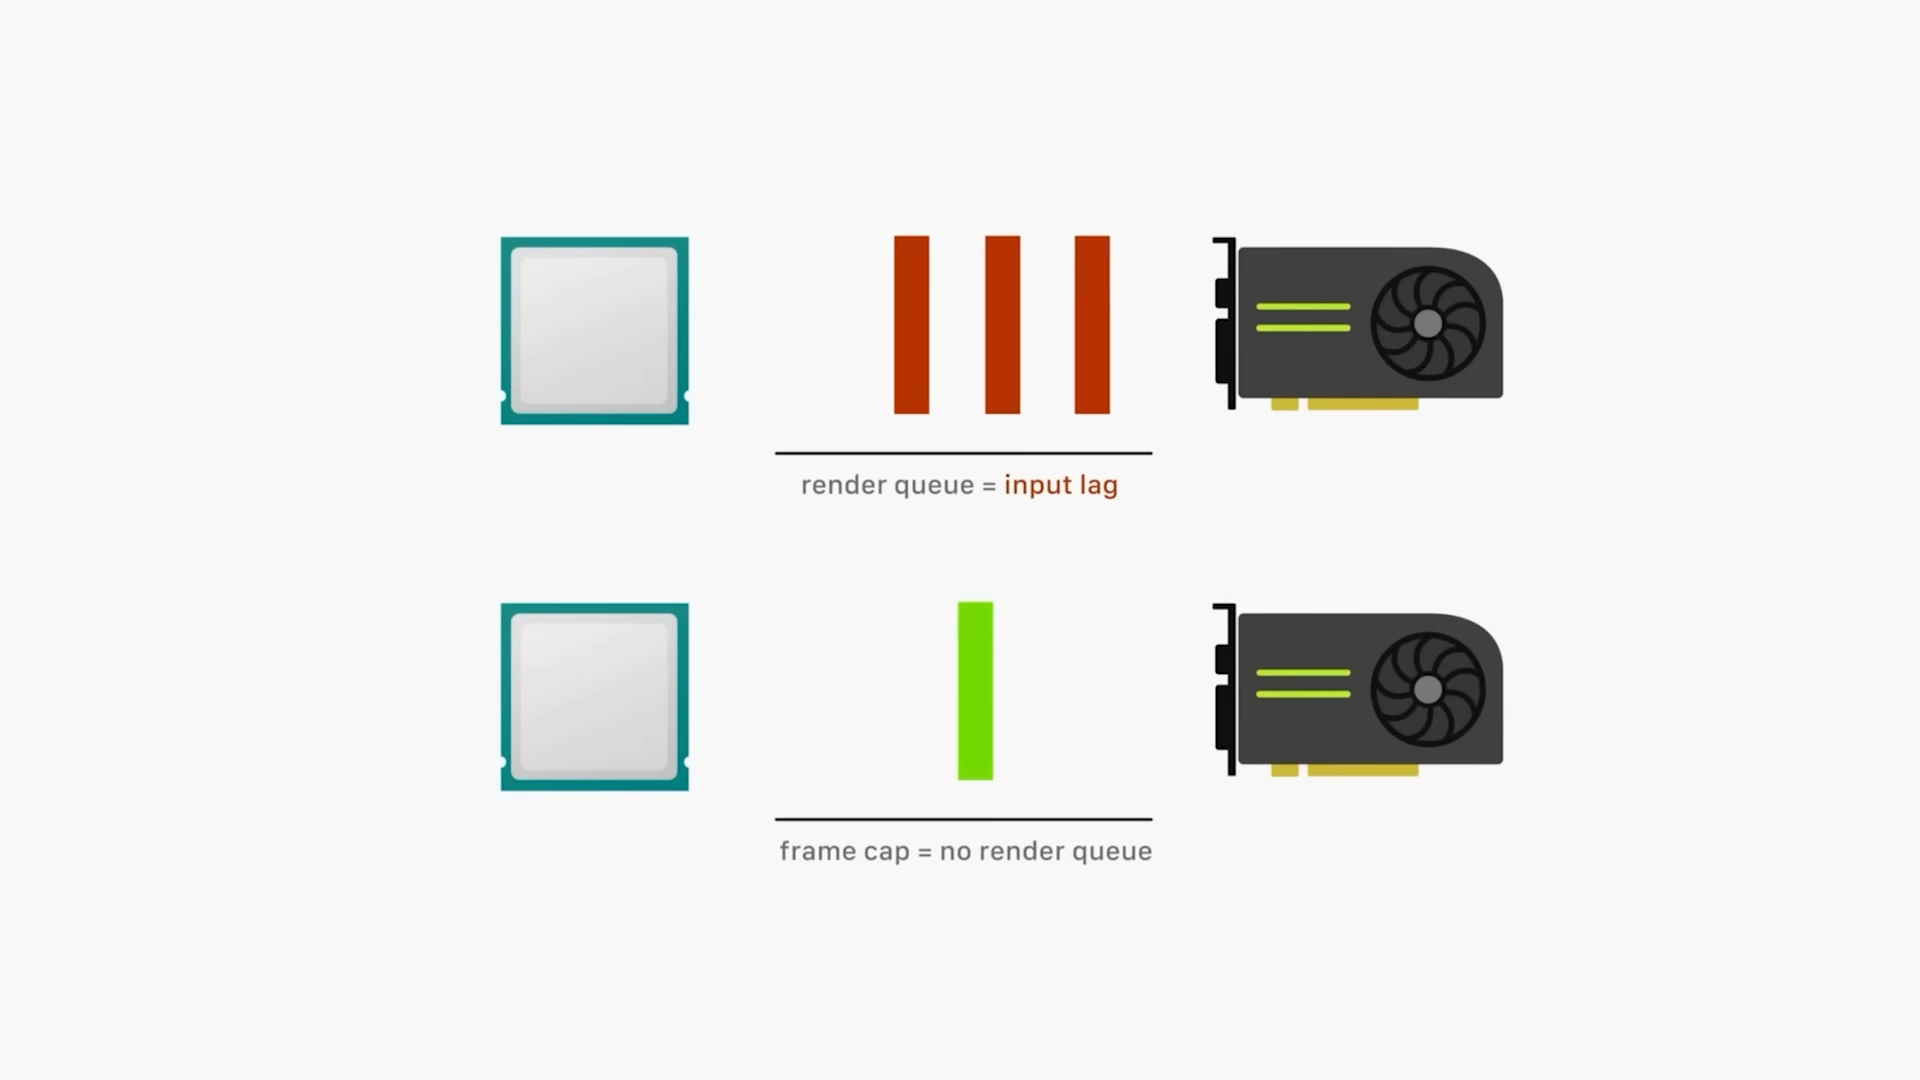 render queue = input lag
frame cap = no render queue